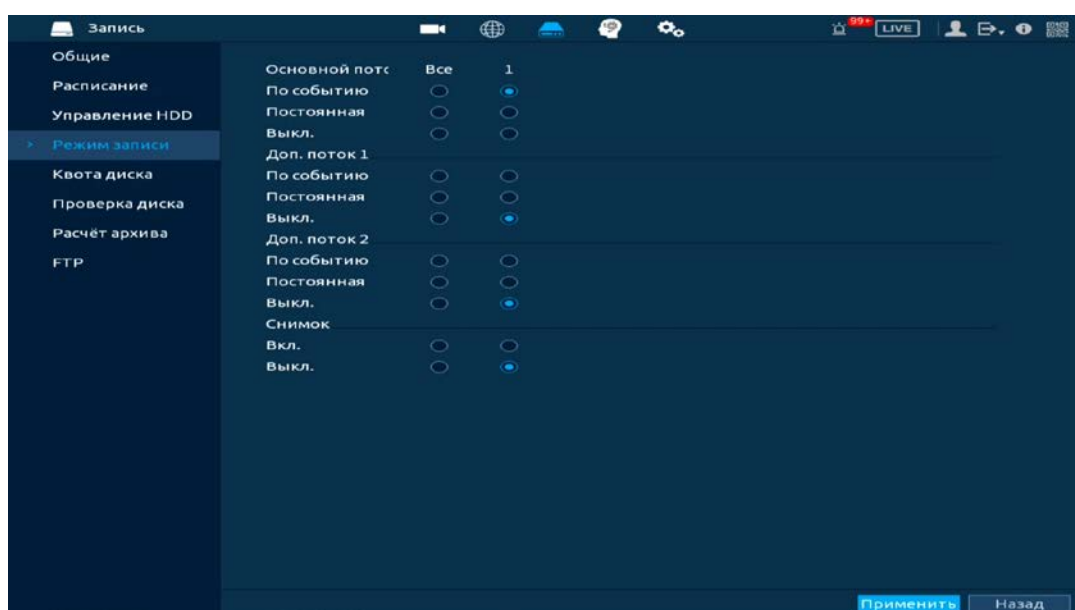 Запись
99+
LIVE
Общие
Расписание
Управление HDD
Режим записи
Квота диска
Проверка диска
Расчёт архива
FTP
Основной пото Все 1
По событию
Постоянная
Выкл.
Доп. поток 1
По событию
Постоянная
Выкл.
Доп. поток 2
По событию
Постоянная
Выкл.
Снимок
Вкл.
Выкл.
Применить Назад